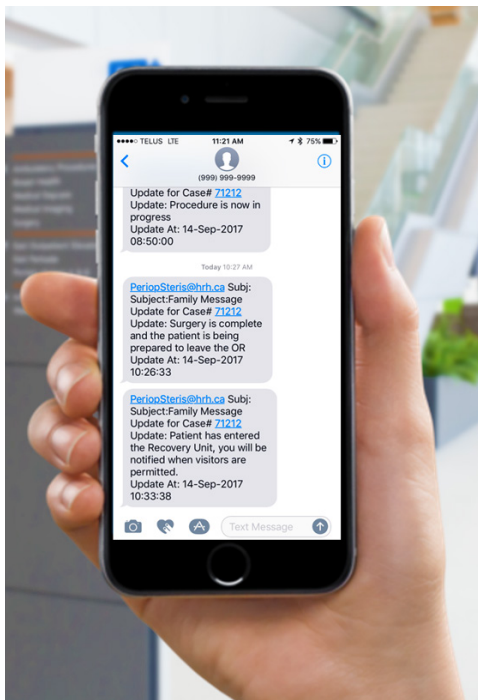 TELUS LTE 11:21 AM 75%
(999) 999-9999
Update for Case# 71212
Update: Procedure is now in
progress
Update At: 14-Sep-2017
08:50:00
Today 10:27 AM
PeriopSteris@hrh.ca Subj:
Subject:Family Message
Update for Case# 71212
Update: Surgery is complete
and the patient is being
prepared to leave the OR
Update At: 14-Sep-2017
10:26:33
PeriopSteris@hrh.ca Subj:
Subject:Family Message
Update for Case# 71212
Update: Patient has entered
the Recovery Unit, you will be
notified when visitors are
permitted.
Update At: 14-Sep-2017
10:33:38
Text Message